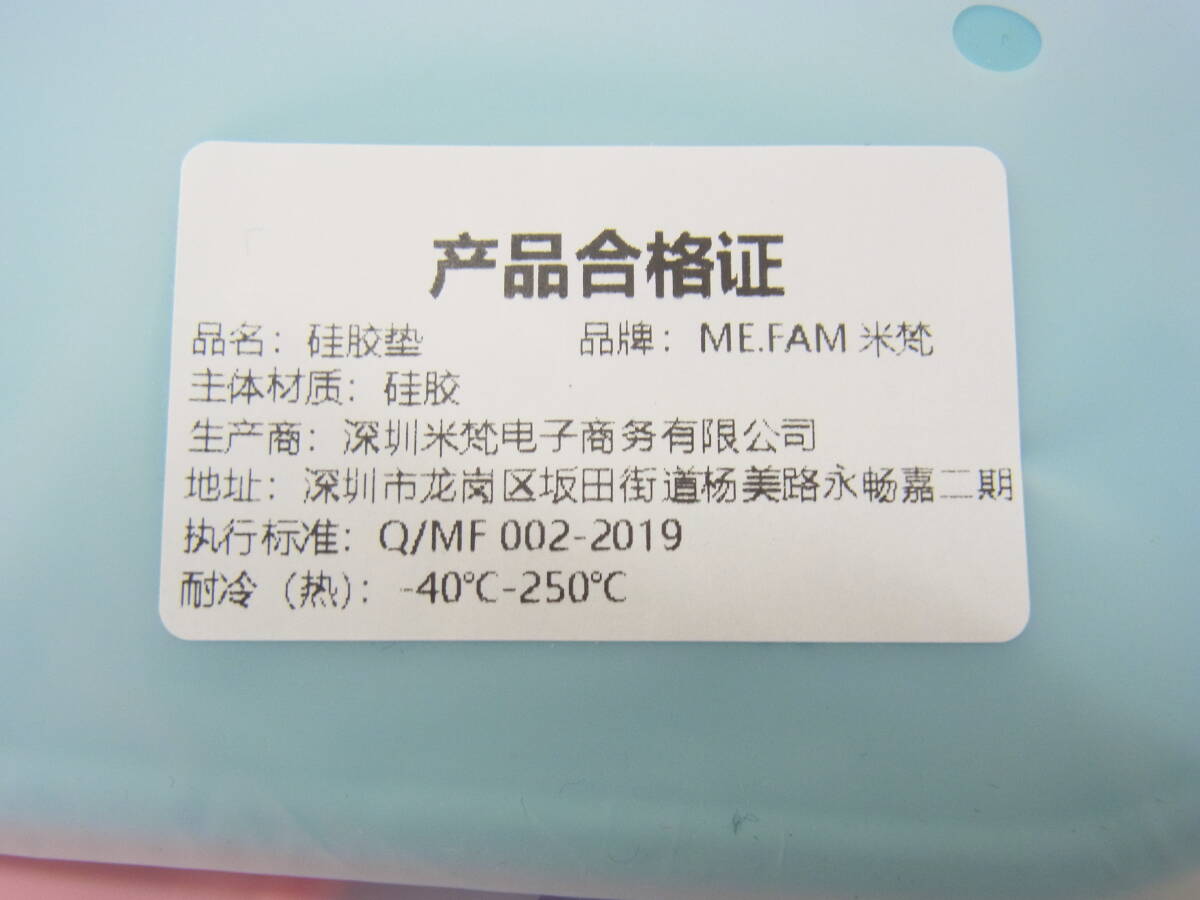 产品合格证
品名：硅胶垫 品牌：ME.FAM 米梵
主体材质：硅胶
生产商：深圳米梵电子商务有限公司
地址：深圳市龙岗区坂田街道杨美路永畅嘉二期
执行标准：Q/MF 002-2019
耐冷（热）：-40℃-250℃